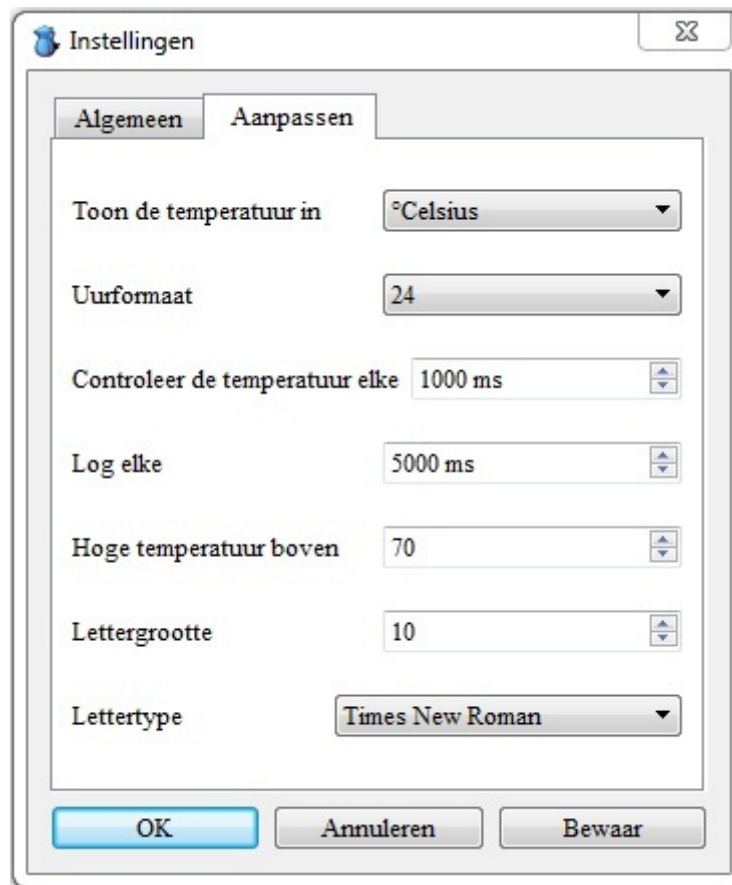 Instellingen
Algemeen Aanpassen
Toon de temperatuur in °Celsius
Uurformaat 24
Controleer de temperatuur elke 1000 ms
Log elke 5000 ms
Hoge temperatuur boven 70
Lettergrootte 10
Lettertype Times New Roman
OK Annuleren Bewaar